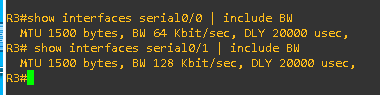 R3#show interfaces serial0/0 | include BW
MTU 1500 bytes, BW 64 Kbit/sec, DLY 20000 usec,
R3# show interfaces serial0/1 | include BW
MTU 1500 bytes, BW 128 Kbit/sec, DLY 20000 usec,
R3#